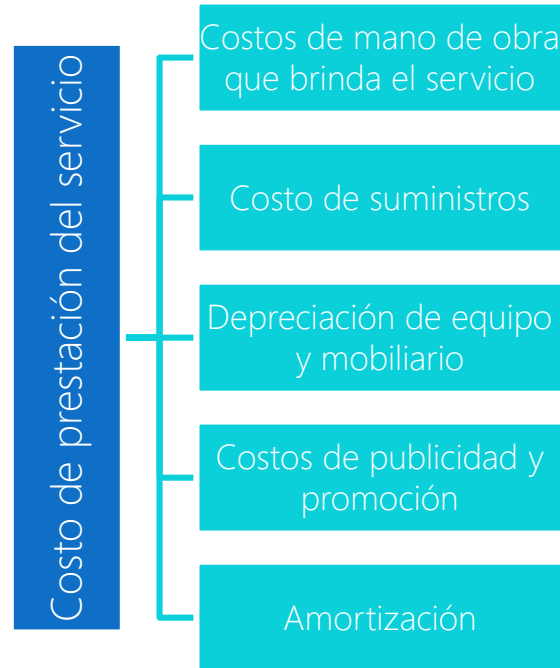 Costo de prestación del servicio
Costos de mano de obra
que brinda el servicio
Costo de suministros
Depreciación de equipo
y mobiliario
Costos de publicidad y
promoción
Amortización